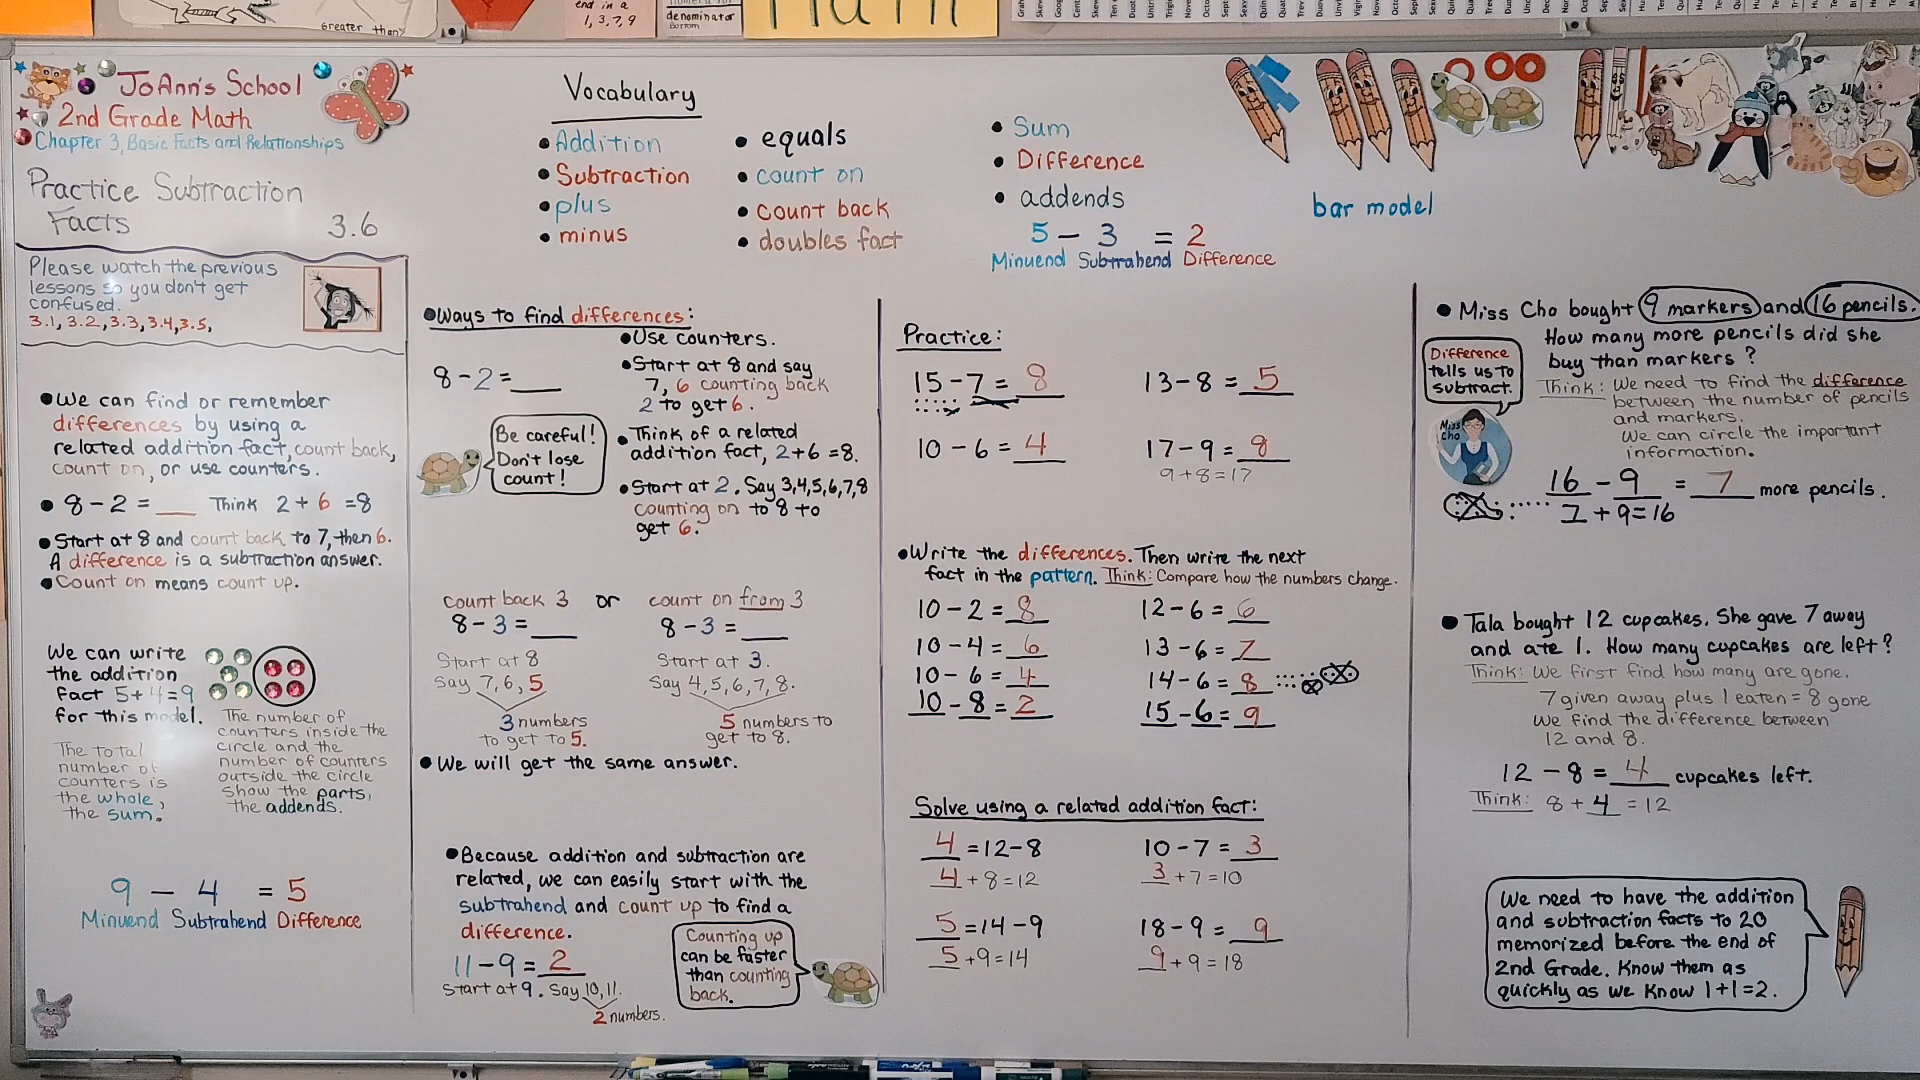 Greater than
end in a
1, 3, 7, 9
denominator
Bottom
Math
JoAnn's School
2nd Grade Math
Chapter 3, Basic Facts and Relationships
Practice Subtraction
Facts 3.6
Please watch the previous
lessons so you don't get
confused.
3.1, 3.2, 3.3, 3.4, 3.5,
• We can find or remember
differences by using a
related addition fact, count back,
count on, or use counters.
• 8 - 2 = __ Think 2 + 6 = 8
• Start at 8 and count back to 7, then 6.
A difference is a subtraction answer.
• Count on means count up.
We can write
the addition
fact 5 + 4 = 9
for this model.
The total
number of
counters is
the whole,
the sum.
The number of
counters inside the
circle and the
number of counters
outside the circle
show the parts,
the addends.
9 - 4 = 5
Minuend Subtrahend Difference
Vocabulary
• Addition
• Subtraction
• plus
• minus
• equals
• count on
• count back
• doubles fact
• Sum
• Difference
• addends
5 - 3 = 2
Minuend Subtrahend Difference
bar model
• Ways to find differences:
8 - 2 = ___
• Use counters.
• Start at 8 and say
7, 6 counting back
2 to get 6.
• Think of a related
addition fact, 2 + 6 = 8.
• Start at 2. Say 3,4,5,6,7,8
counting on to 8 to
get 6.
Be careful!
Don't lose
count!
count back 3 or count on from 3
8 - 3 = ___ 8 - 3 = ___
Start at 8
Say 7, 6, 5
3 numbers
to get to 5.
Start at 3.
Say 4, 5, 6, 7, 8.
5 numbers to
get to 8.
• We will get the same answer.
• Because addition and subtraction are
related, we can easily start with the
subtrahend and count up to find a
difference.
11 - 9 = 2
Start at 9. Say 10, 11.
2 numbers.
Counting up
can be faster
than counting
back.
Practice:
15 - 7 = 8 13 - 8 = 5
10 - 6 = 4 17 - 9 = 8
9 + 8 = 17
• Write the differences. Then write the next
fact in the pattern. Think: Compare how the numbers change.
10 - 2 = 8 12 - 6 = 6
10 - 4 = 6 13 - 6 = 7
10 - 6 = 4 14 - 6 = 8
10 - 8 = 2 15 - 6 = 9
Solve using a related addition fact:
4 = 12 - 8 10 - 7 = 3
4 + 8 = 12 3 + 7 = 10
5 = 14 - 9 18 - 9 = 9
5 + 9 = 14 9 + 9 = 18
• Miss Cho bought 9 markers and 16 pencils.
How many more pencils did she
buy than markers?
Difference
tells us to
subtract.
Miss
Cho
Think: We need to find the difference
between the number of pencils
and markers.
We can circle the important
information.
16 - 9 = 7 more pencils.
7 + 9 = 16
• Tala bought 12 cupcakes. She gave 7 away
and ate 1. How many cupcakes are left?
Think: We first find how many are gone.
7 given away plus 1 eaten = 8 gone
We find the difference between
12 and 8.
12 - 8 = 4 cupcakes left.
Think: 8 + 4 = 12
We need to have the addition
and subtraction facts to 20
memorized before the end of
2nd Grade. Know them as
quickly as we know 1 + 1 = 2.